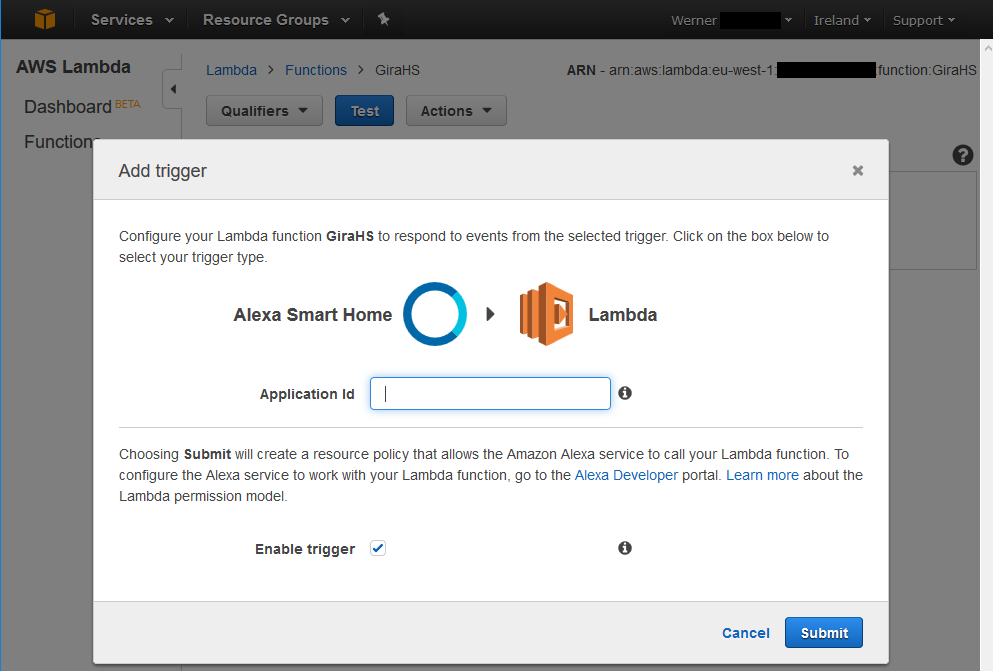 Services Resource Groups Werner Ireland Support
AWS Lambda
Lambda > Functions > GiraHS ARN - arn:aws:lambda:eu-west-1: function:GiraHS
Dashboard BETA
Qualifiers Test Actions
Functions
Add trigger
Configure your Lambda function GiraHS to respond to events from the selected trigger. Click on the box below to
select your trigger type.
Alexa Smart Home Lambda
Application Id
Choosing Submit will create a resource policy that allows the Amazon Alexa service to call your Lambda function. To
configure the Alexa service to work with your Lambda function, go to the Alexa Developer portal. Learn more about the
Lambda permission model.
Enable trigger
Cancel Submit